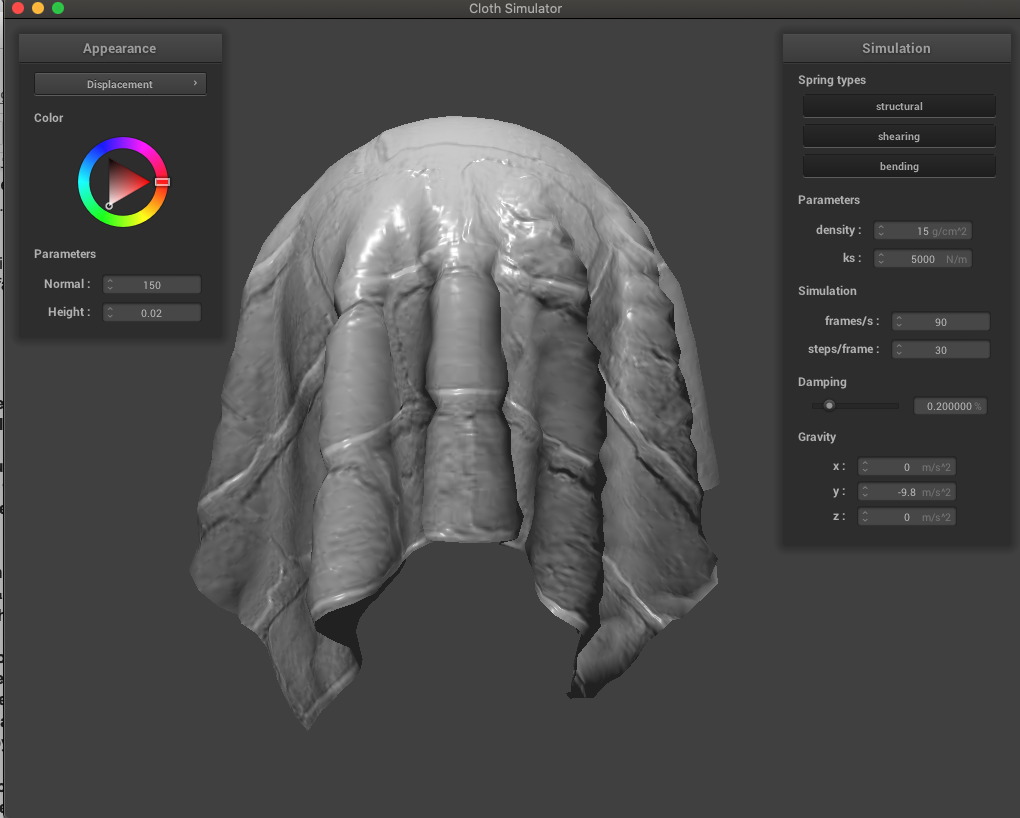 Cloth Simulator
Appearance
Displacement ›
Color
Parameters
Normal : 150
Height : 0.02
Simulation
Spring types
structural
shearing
bending
Parameters
density : 15 g/cm^2
ks : 5000 N/m
Simulation
frames/s : 90
steps/frame : 30
Damping
0.200000 %
Gravity
x : 0 m/s^2
y : -9.8 m/s^2
z : 0 m/s^2